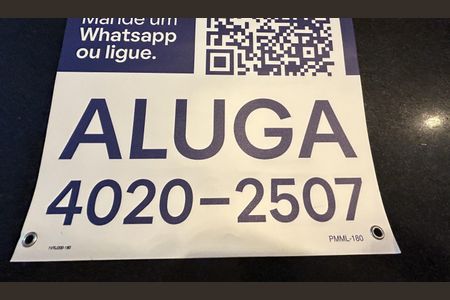 Mande um
Whatsapp
ou ligue.
ALUGA
4020-2507
PMML-180